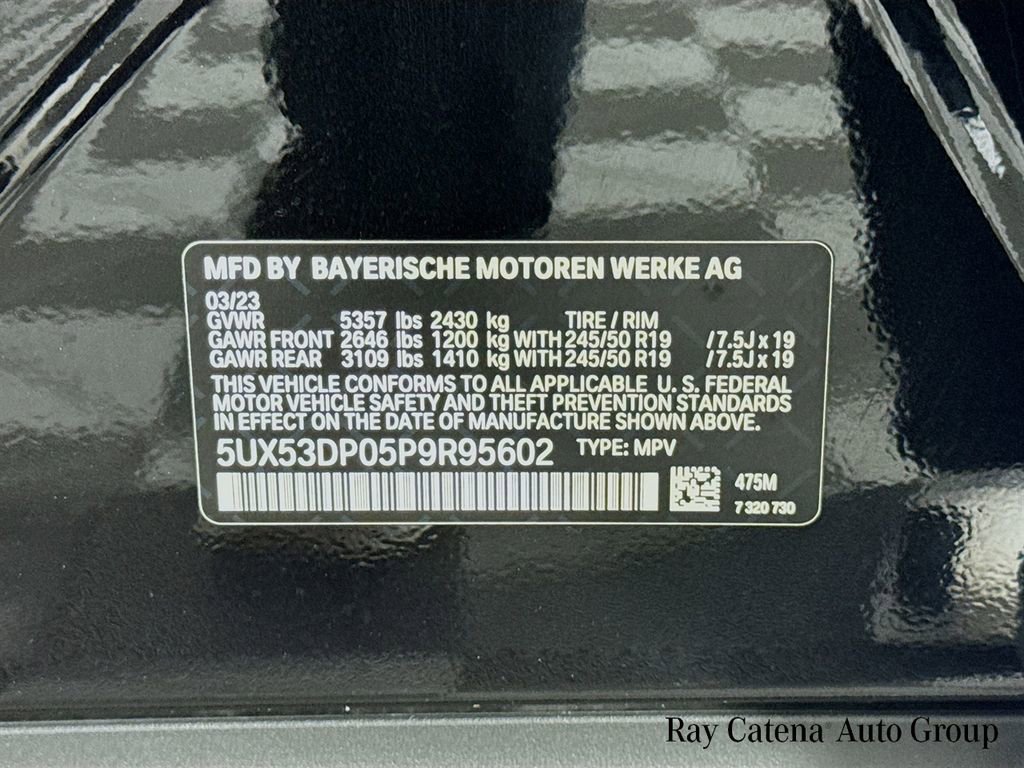 MFD BY BAYERISCHE MOTOREN WERKE AG
03/23
GVWR 5357 lbs 2430 kg TIRE / RIM
GAWR FRONT 2646 lbs 1200 kg WITH 245/50 R19 /7.5J x 19
GAWR REAR 3109 lbs 1410 kg WITH 245/50 R19 /7.5J x 19
THIS VEHICLE CONFORMS TO ALL APPLICABLE U. S. FEDERAL
MOTOR VEHICLE SAFETY AND THEFT PREVENTION STANDARDS
IN EFFECT ON THE DATE OF MANUFACTURE SHOWN ABOVE.
5UX53DP05P9R95602 TYPE: MPV
475M
7 320 730
Ray Catena Auto Group